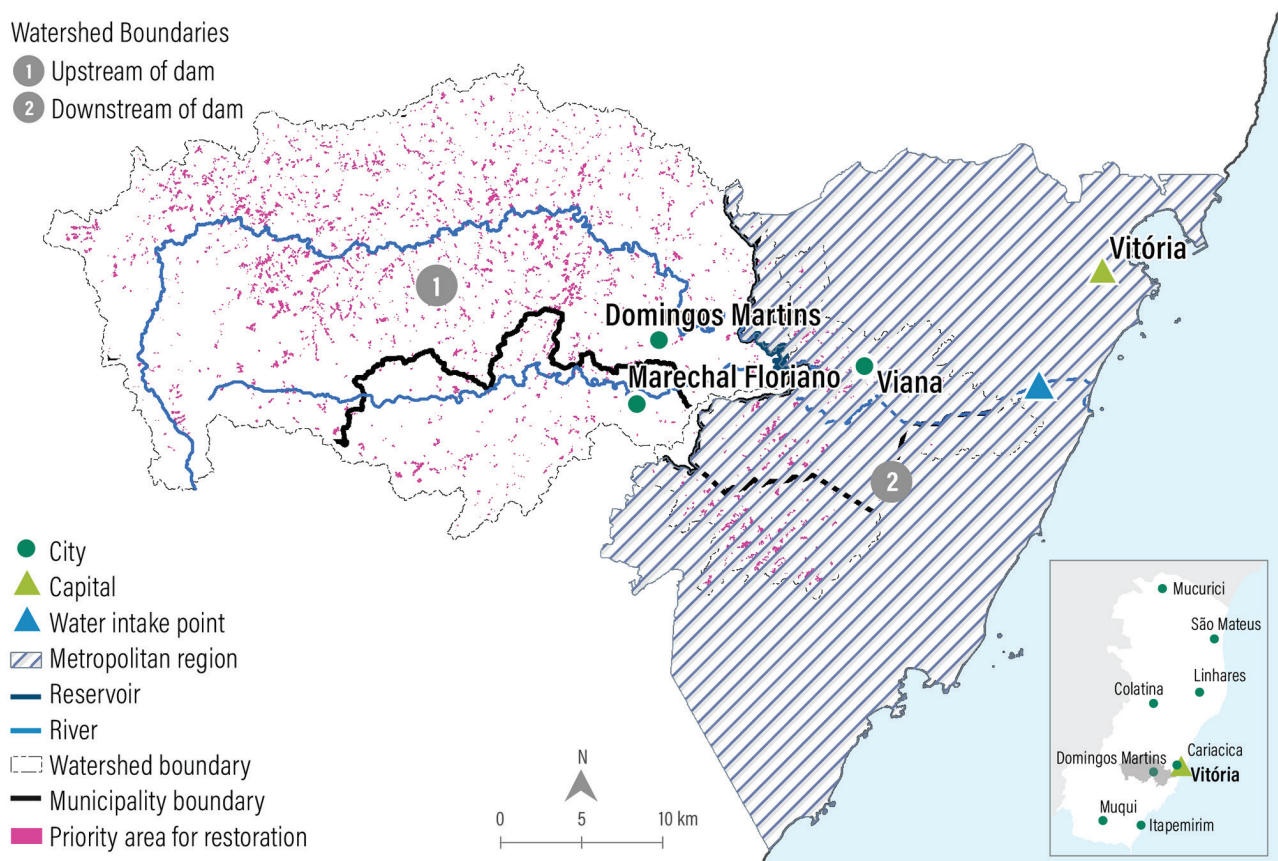 Watershed Boundaries
1 Upstream of dam
2 Downstream of dam
Vitória
1
Domingos Martins
Marechal Floriano
Viana
2
City
Capital
Water intake point
Metropolitan region
Reservoir
River
Watershed boundary
Municipality boundary
Priority area for restoration
N
0 5 10 km
Mucurici
São Mateus
Linhares
Colatina
Cariacica
Domingos Martins
Vitória
Muqui
Itapemirim